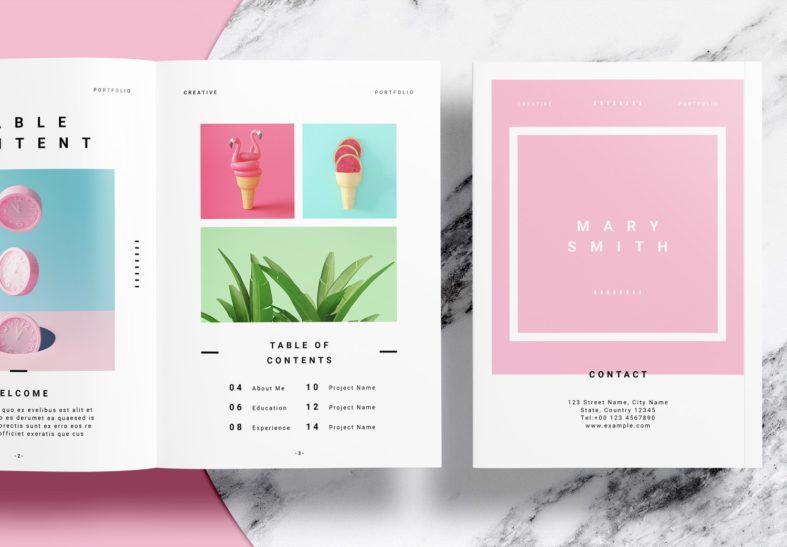 PORTFOLIO
ABLE
NTENT
ELCOME
quo ex evelibus est alit et
o es derumet ea quaesed is
orectis sunt ex erro eos re
officiet exeratis que cus
-2-
CREATIVE PORTFOLIO
TABLE OF
CONTENTS
04 About Me 10 Project Name
06 Education 12 Project Name
08 Experience 14 Project Name
-3-
CREATIVE PORTFOLIO
MARY
SMITH
CONTACT
123 Street Name, City Name
State, Country 12345
Tel:+00 123 4567890
www.example.com